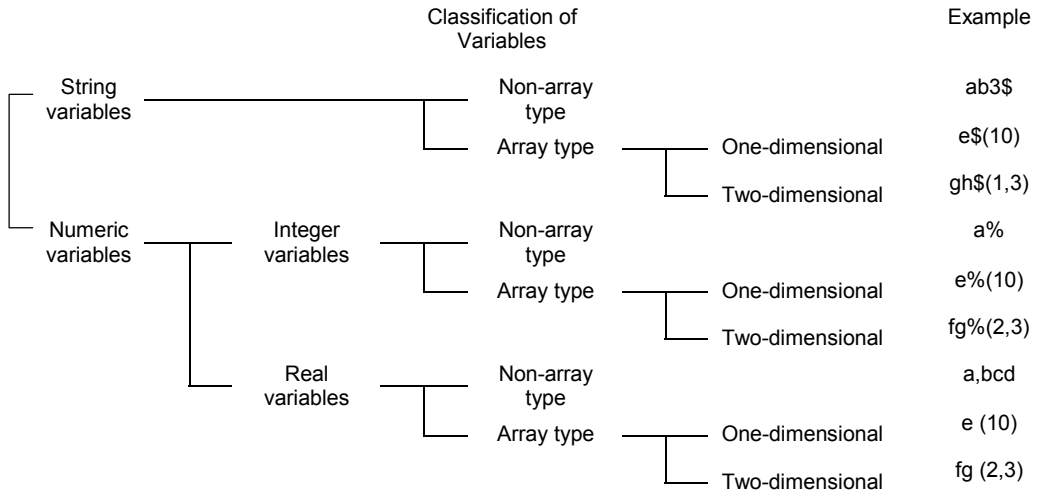 Classification of
Variables
Example
String
variables
Non-array
type
ab3$
Array type
One-dimensional
e$(10)
Two-dimensional
gh$(1,3)
Numeric
variables
Integer
variables
Non-array
type
a%
Array type
One-dimensional
e%(10)
Two-dimensional
fg%(2,3)
Real
variables
Non-array
type
a,bcd
Array type
One-dimensional
e (10)
Two-dimensional
fg (2,3)